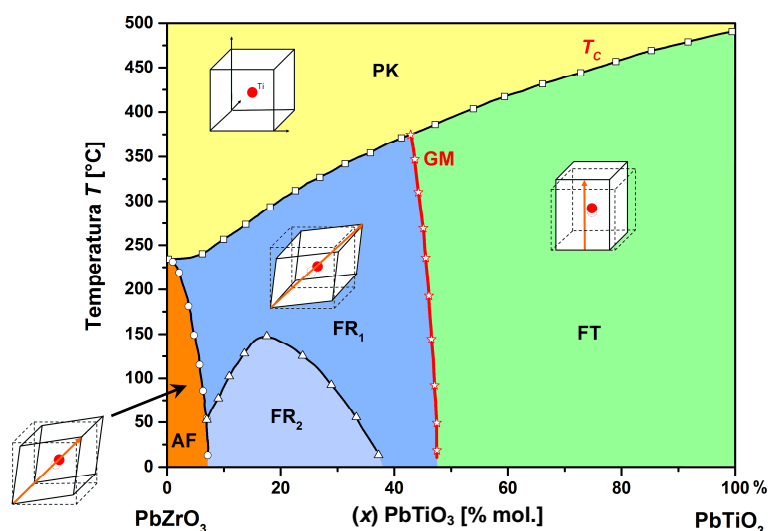 500
450
400
350
300
250
200
150
100
50
0
Temperatura T [°C]
PK
Ti
T_C
GM
FR₁
FT
FR₂
AF
0
20
40
60
80
100 %
PbZrO₃
(x) PbTiO₃ [% mol.]
PbTiO₃